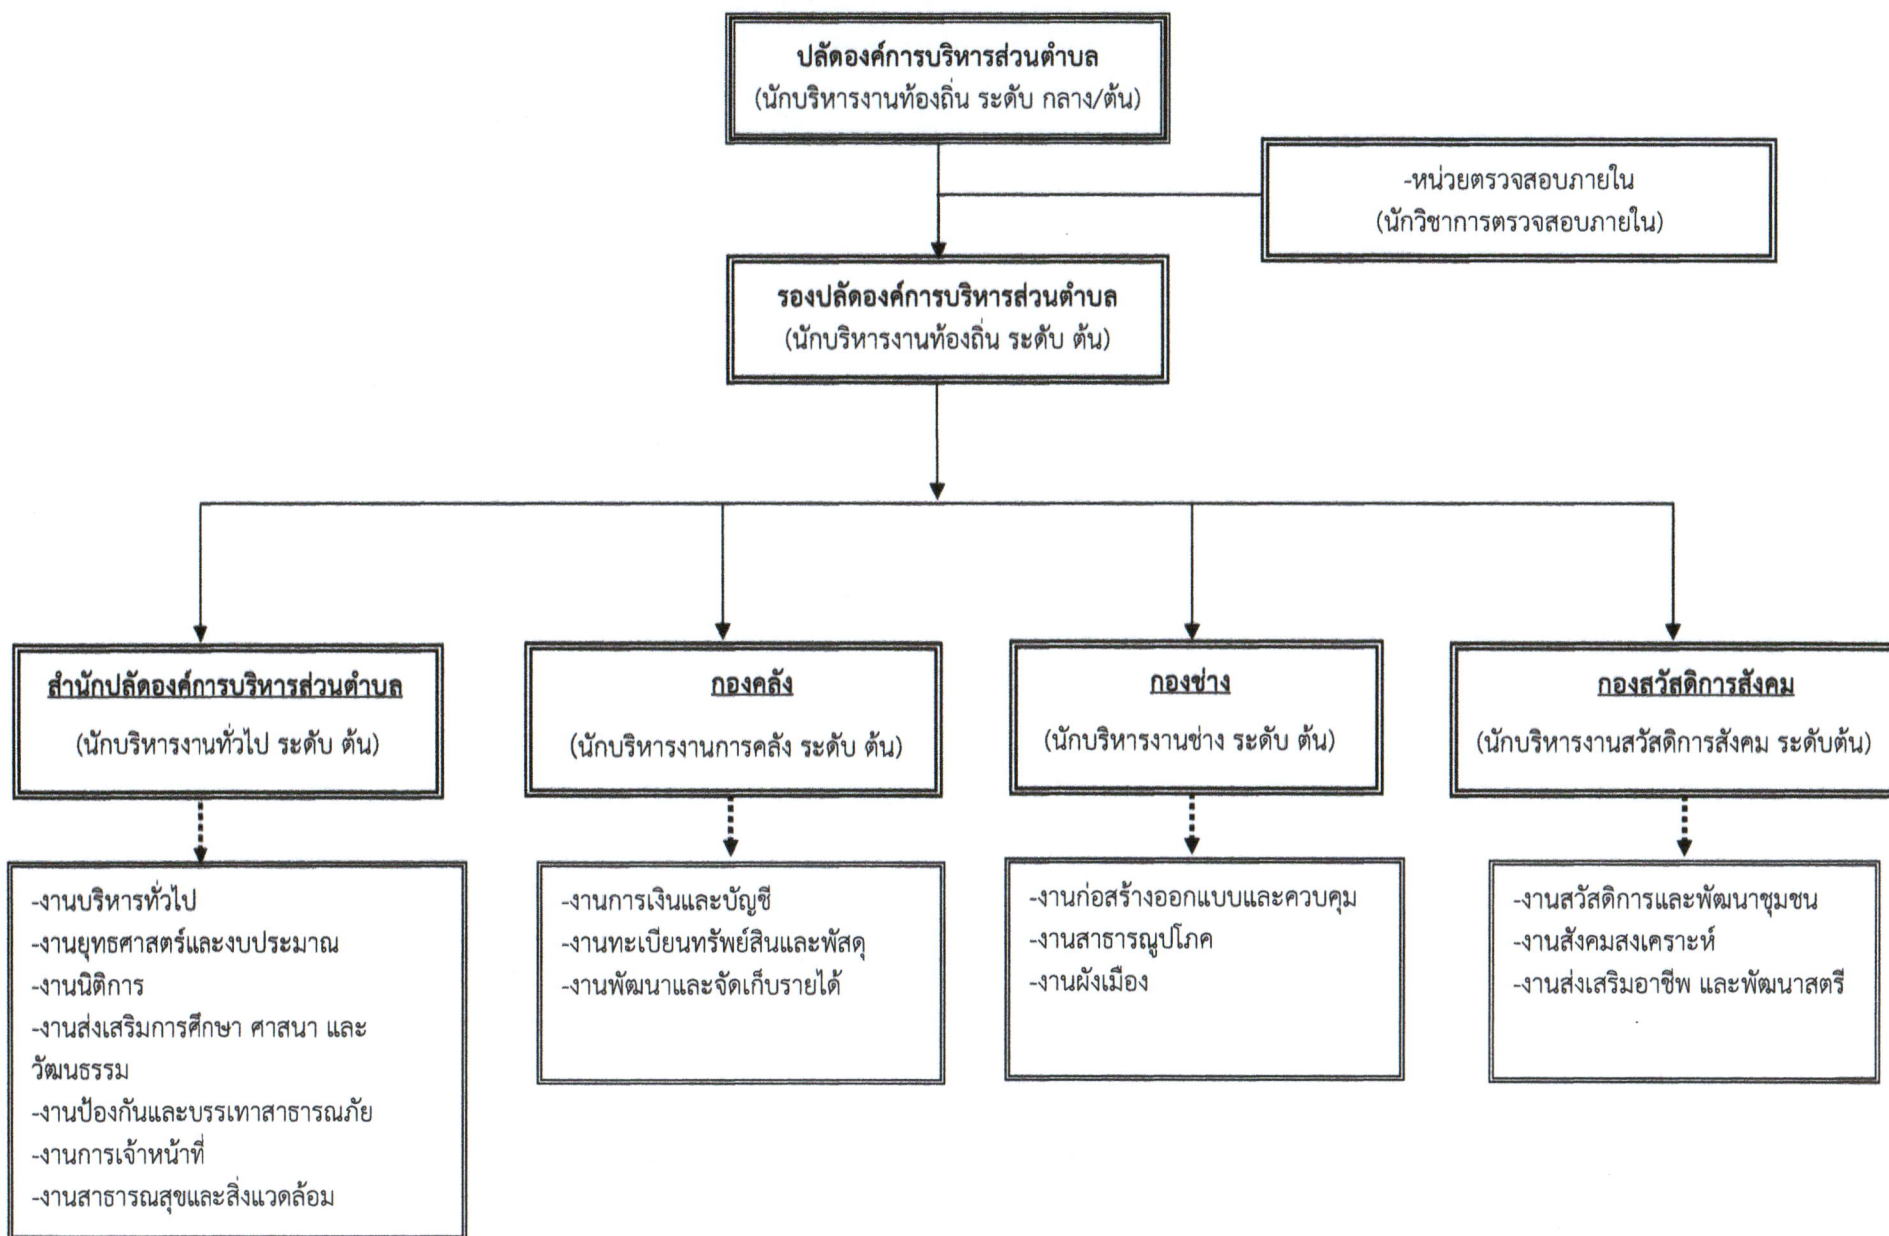 ปลัดองค์การบริหารส่วนตำบล
(นักบริหารงานท้องถิ่น ระดับ กลาง/ต้น)
-หน่วยตรวจสอบภายใน
(นักวิชาการตรวจสอบภายใน)
รองปลัดองค์การบริหารส่วนตำบล
(นักบริหารงานท้องถิ่น ระดับ ต้น)
สำนักปลัดองค์การบริหารส่วนตำบล
(นักบริหารงานทั่วไป ระดับ ต้น)
กองคลัง
(นักบริหารงานการคลัง ระดับ ต้น)
กองช่าง
(นักบริหารงานช่าง ระดับ ต้น)
กองสวัสดิการสังคม
(นักบริหารงานสวัสดิการสังคม ระดับต้น)
-งานบริหารทั่วไป
-งานยุทธศาสตร์และงบประมาณ
-งานนิติการ
-งานส่งเสริมการศึกษา ศาสนา และ
วัฒนธรรม
-งานป้องกันและบรรเทาสาธารณภัย
-งานการเจ้าหน้าที่
-งานสาธารณสุขและสิ่งแวดล้อม
-งานการเงินและบัญชี
-งานทะเบียนทรัพย์สินและพัสดุ
-งานพัฒนาและจัดเก็บรายได้
-งานก่อสร้างออกแบบและควบคุม
-งานสาธารณูปโภค
-งานผังเมือง
-งานสวัสดิการและพัฒนาชุมชน
-งานสังคมสงเคราะห์
-งานส่งเสริมอาชีพ และพัฒนาสตรี